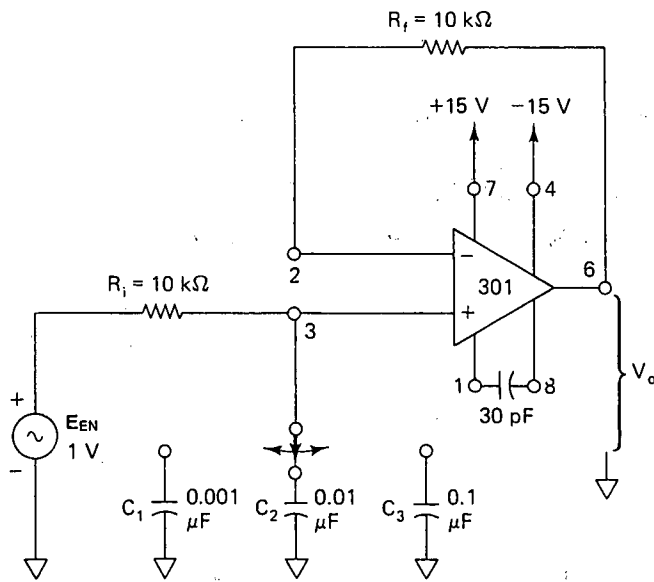 R_f = 10 kΩ
+15 V
−15 V
7
4
2
−
6
R_i = 10 kΩ
301
3
+
V_o
1
8
30 pF
+
E_EN
1 V
−
C_1
0.001
μF
C_2
0.01
μF
C_3
0.1
μF